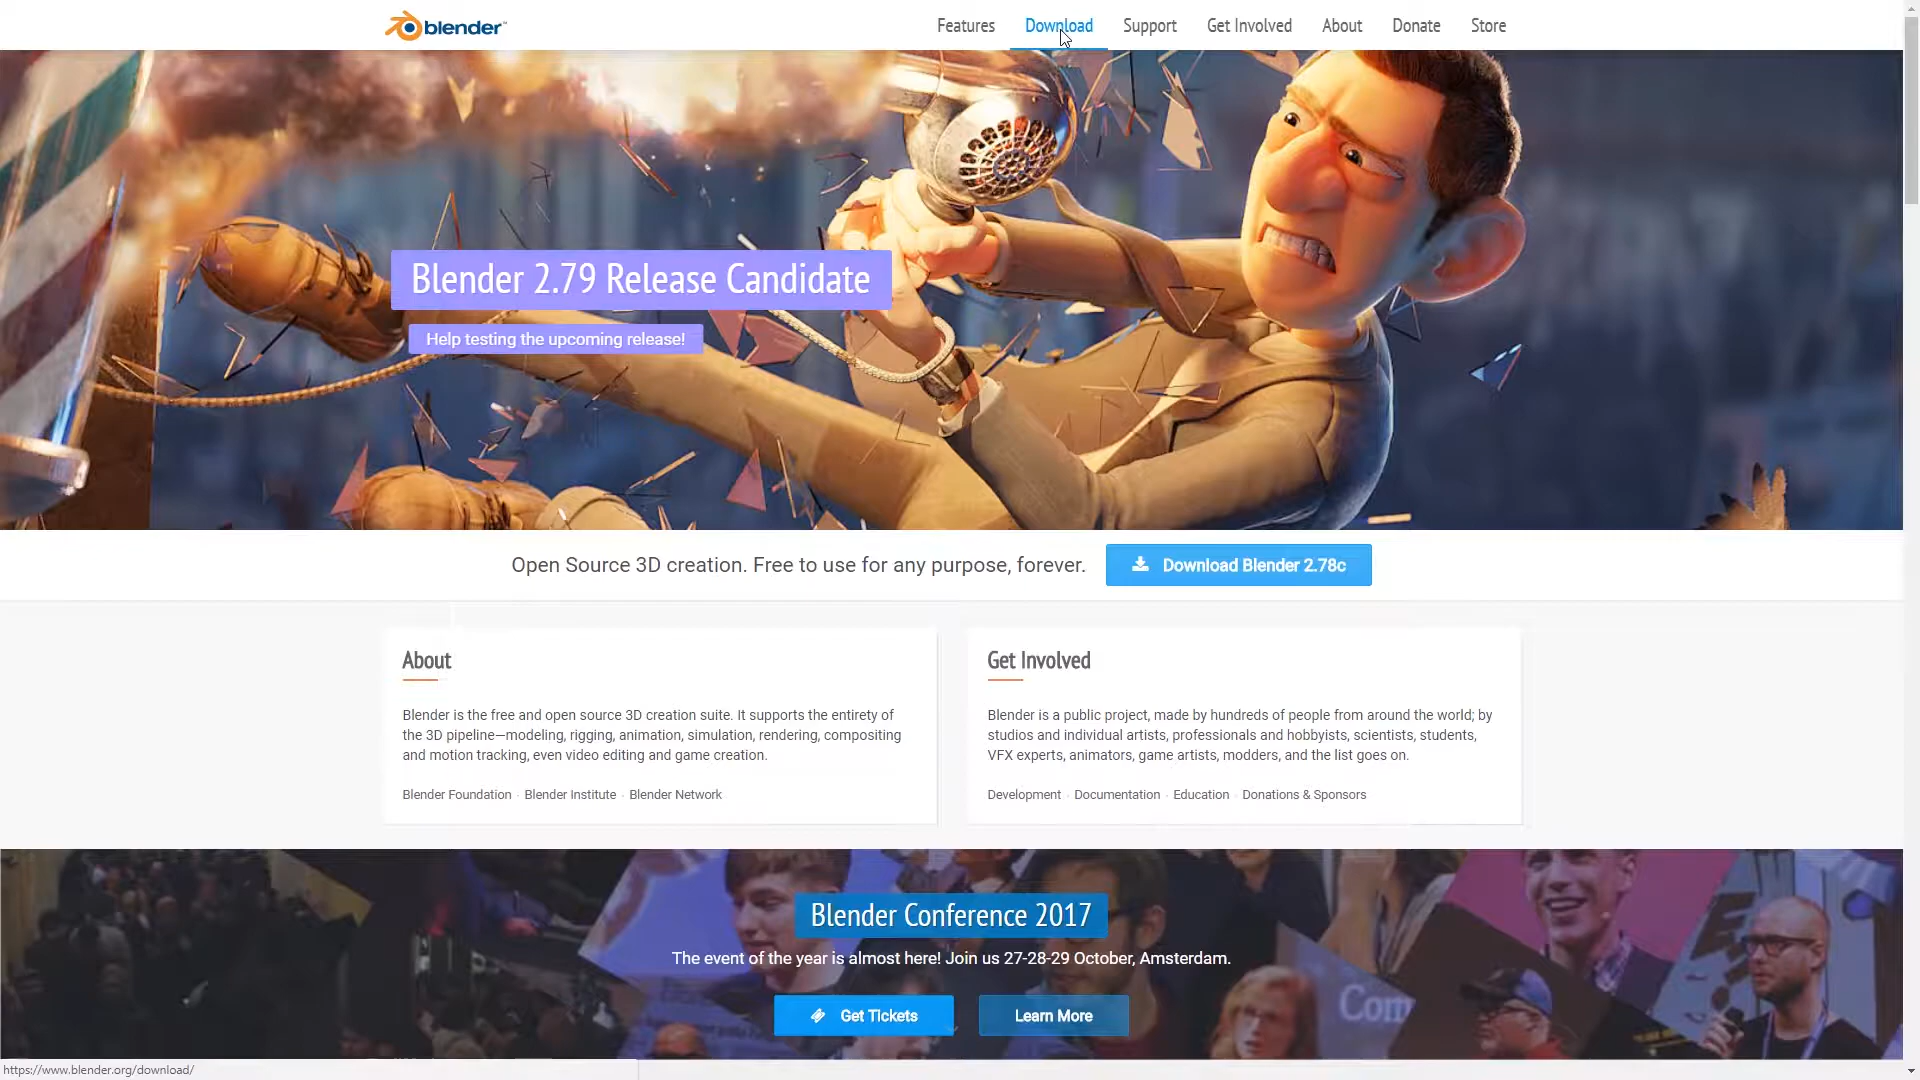 blender
Features Download Support Get Involved About Donate Store
Blender 2.79 Release Candidate
Help testing the upcoming release!
Open Source 3D creation. Free to use for any purpose, forever.
Download Blender 2.78c
About
Blender is the free and open source 3D creation suite. It supports the entirety of
the 3D pipeline—modeling, rigging, animation, simulation, rendering, compositing
and motion tracking, even video editing and game creation.
Blender Foundation · Blender Institute · Blender Network
Get Involved
Blender is a public project, made by hundreds of people from around the world; by
studios and individual artists, professionals and hobbyists, scientists, students,
VFX experts, animators, game artists, modders, and the list goes on.
Development · Documentation · Education · Donations & Sponsors
Blender Conference 2017
The event of the year is almost here! Join us 27-28-29 October, Amsterdam.
Get Tickets
Learn More
https://www.blender.org/download/